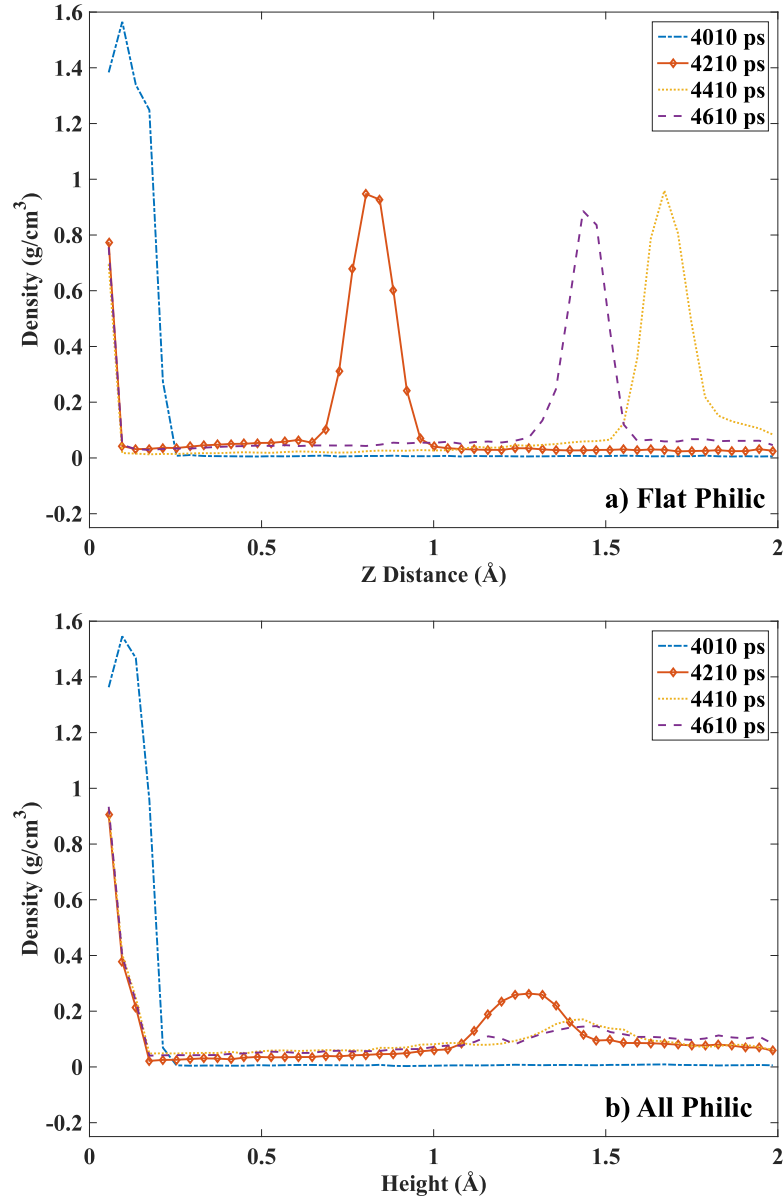 1.6
1.4
1.2
1
0.8
0.6
0.4
0.2
0
-0.2
Density (g/cm³)
4010 ps
4210 ps
4410 ps
4610 ps
a) Flat Philic
0 0.5 1 1.5 2
Z Distance (Å)
1.6
1.4
1.2
1
0.8
0.6
0.4
0.2
0
-0.2
Density (g/cm³)
4010 ps
4210 ps
4410 ps
4610 ps
b) All Philic
0 0.5 1 1.5 2
Height (Å)